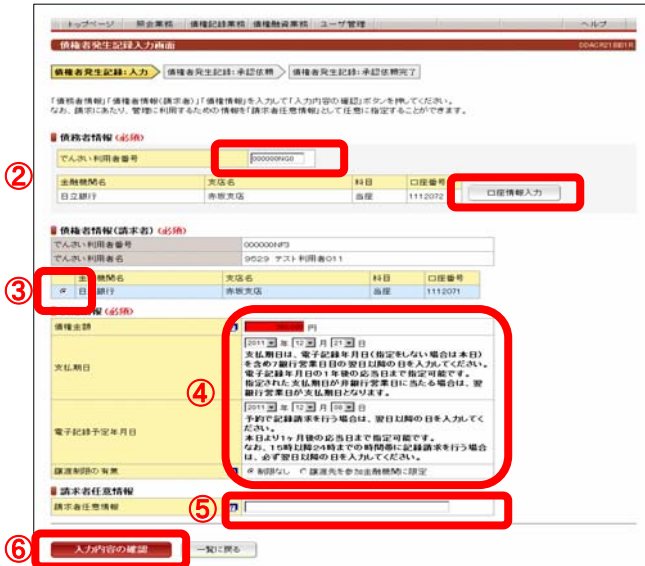 トップページ 照会業務 債権記録業務 債権融資業務 ユーザ管理 ヘルプ
債権者発生記録入力画面
債権者発生記録:入力 債権者発生記録:承認依頼 債権者発生記録:承認依頼完了
「債務者情報」「債権者情報(請求者)」「債権情報」を入力して「入力内容の確認」ボタンを押してください。
なお、請求にあたり、管理に利用するための情報を「請求者任意情報」として任意に指定することができます。
債務者情報 (必須)
②
でんさい利用者番号 000000NG0
金融機関名 支店名 科目 口座番号
日立銀行 赤坂支店 当座 1112072
口座情報入力
債権者情報(請求者) (必須)
でんさい利用者番号 000000NF3
でんさい利用者名 9529 テスト利用者011
③
金融機関名 支店名 科目 口座番号
赤坂支店 当座 1112071
(必須)
④
債権金額 円
支払期日 2011 年 12 月 21 日
支払期日は、電子記録年月日(指定をしない場合は本日)
を含め7銀行営業日目の翌日以降の日を入力してください。
電子記録年月日の1年後の応当日まで指定可能です。
指定された支払期日が非銀行営業日に当たる場合は、翌
銀行営業日が支払期日となります。
電子記録予定年月日 2011 年 12 月 08 日
予約で記録請求を行う場合は、翌日以降の日を入力してく
ださい。
本日より1ヶ月後の応当日まで指定可能です。
なお、15時以降24時までの時間帯に記録請求を行う場合
は、必ず翌日以降の日を入力してください。
譲渡制限の有無 制限なし 譲渡先を参加金融機関に限定
請求者任意情報
請求者任意情報 ⑤
⑥ 入力内容の確認 一覧に戻る